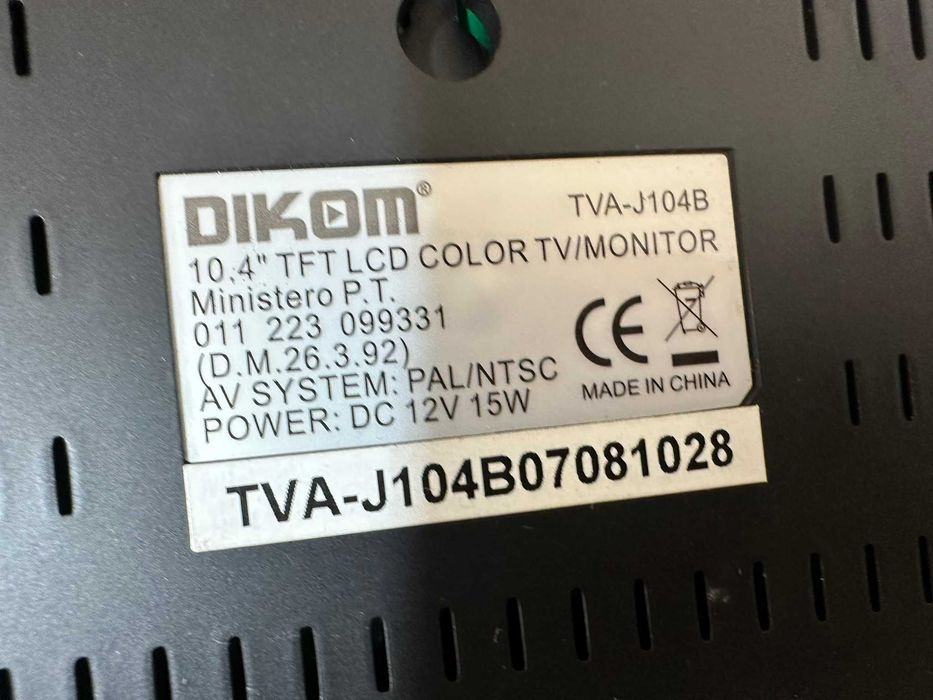 DIKOM® TVA-J104B
10.4" TFT LCD COLOR TV/MONITOR
Ministero P.T.
011 223 099331
(D.M.26.3.92)
AV SYSTEM: PAL/NTSC
POWER: DC 12V 15W
CE
MADE IN CHINA
TVA-J104B07081028